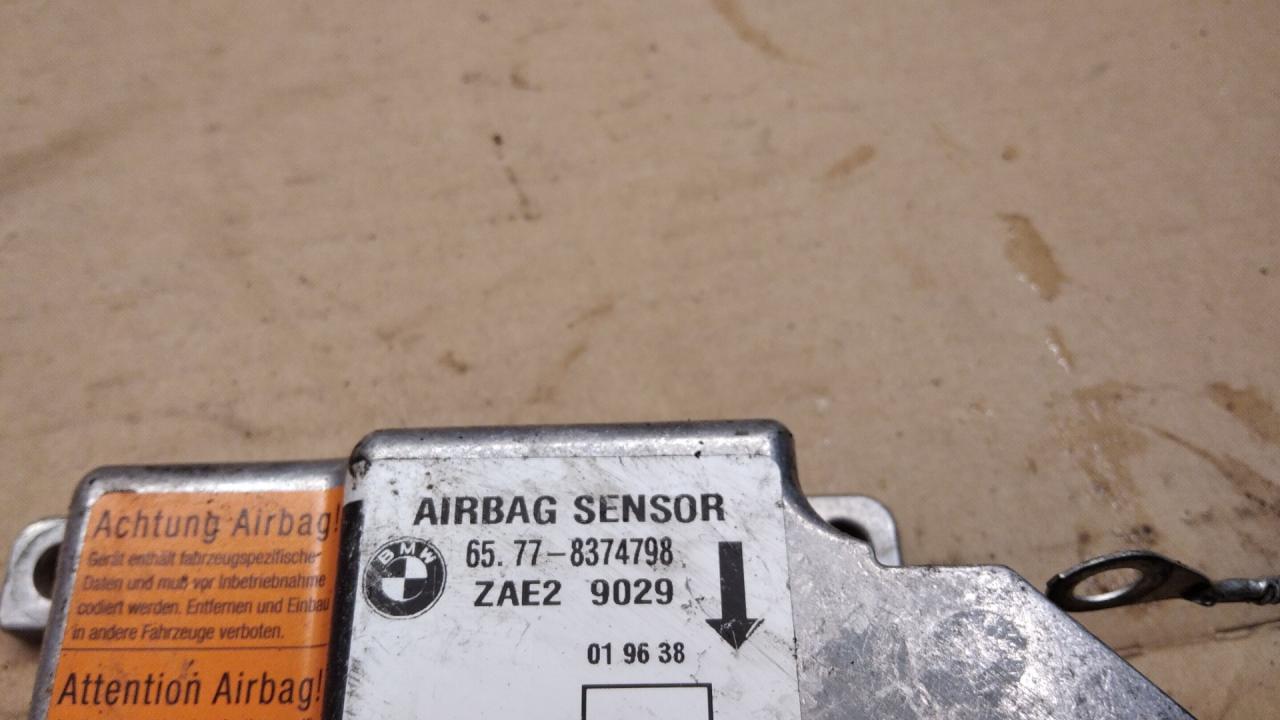 Achtung Airbag!
Gerät enthält fahrzeugspezifische
Daten und muß vor Inbetriebnahme
codiert werden. Entfernen und Einbau
in andere Fahrzeuge verboten.
Attention Airbag!
AIRBAG SENSOR
BMW
65. 77-8374798
ZAE2 9029
01 96 38